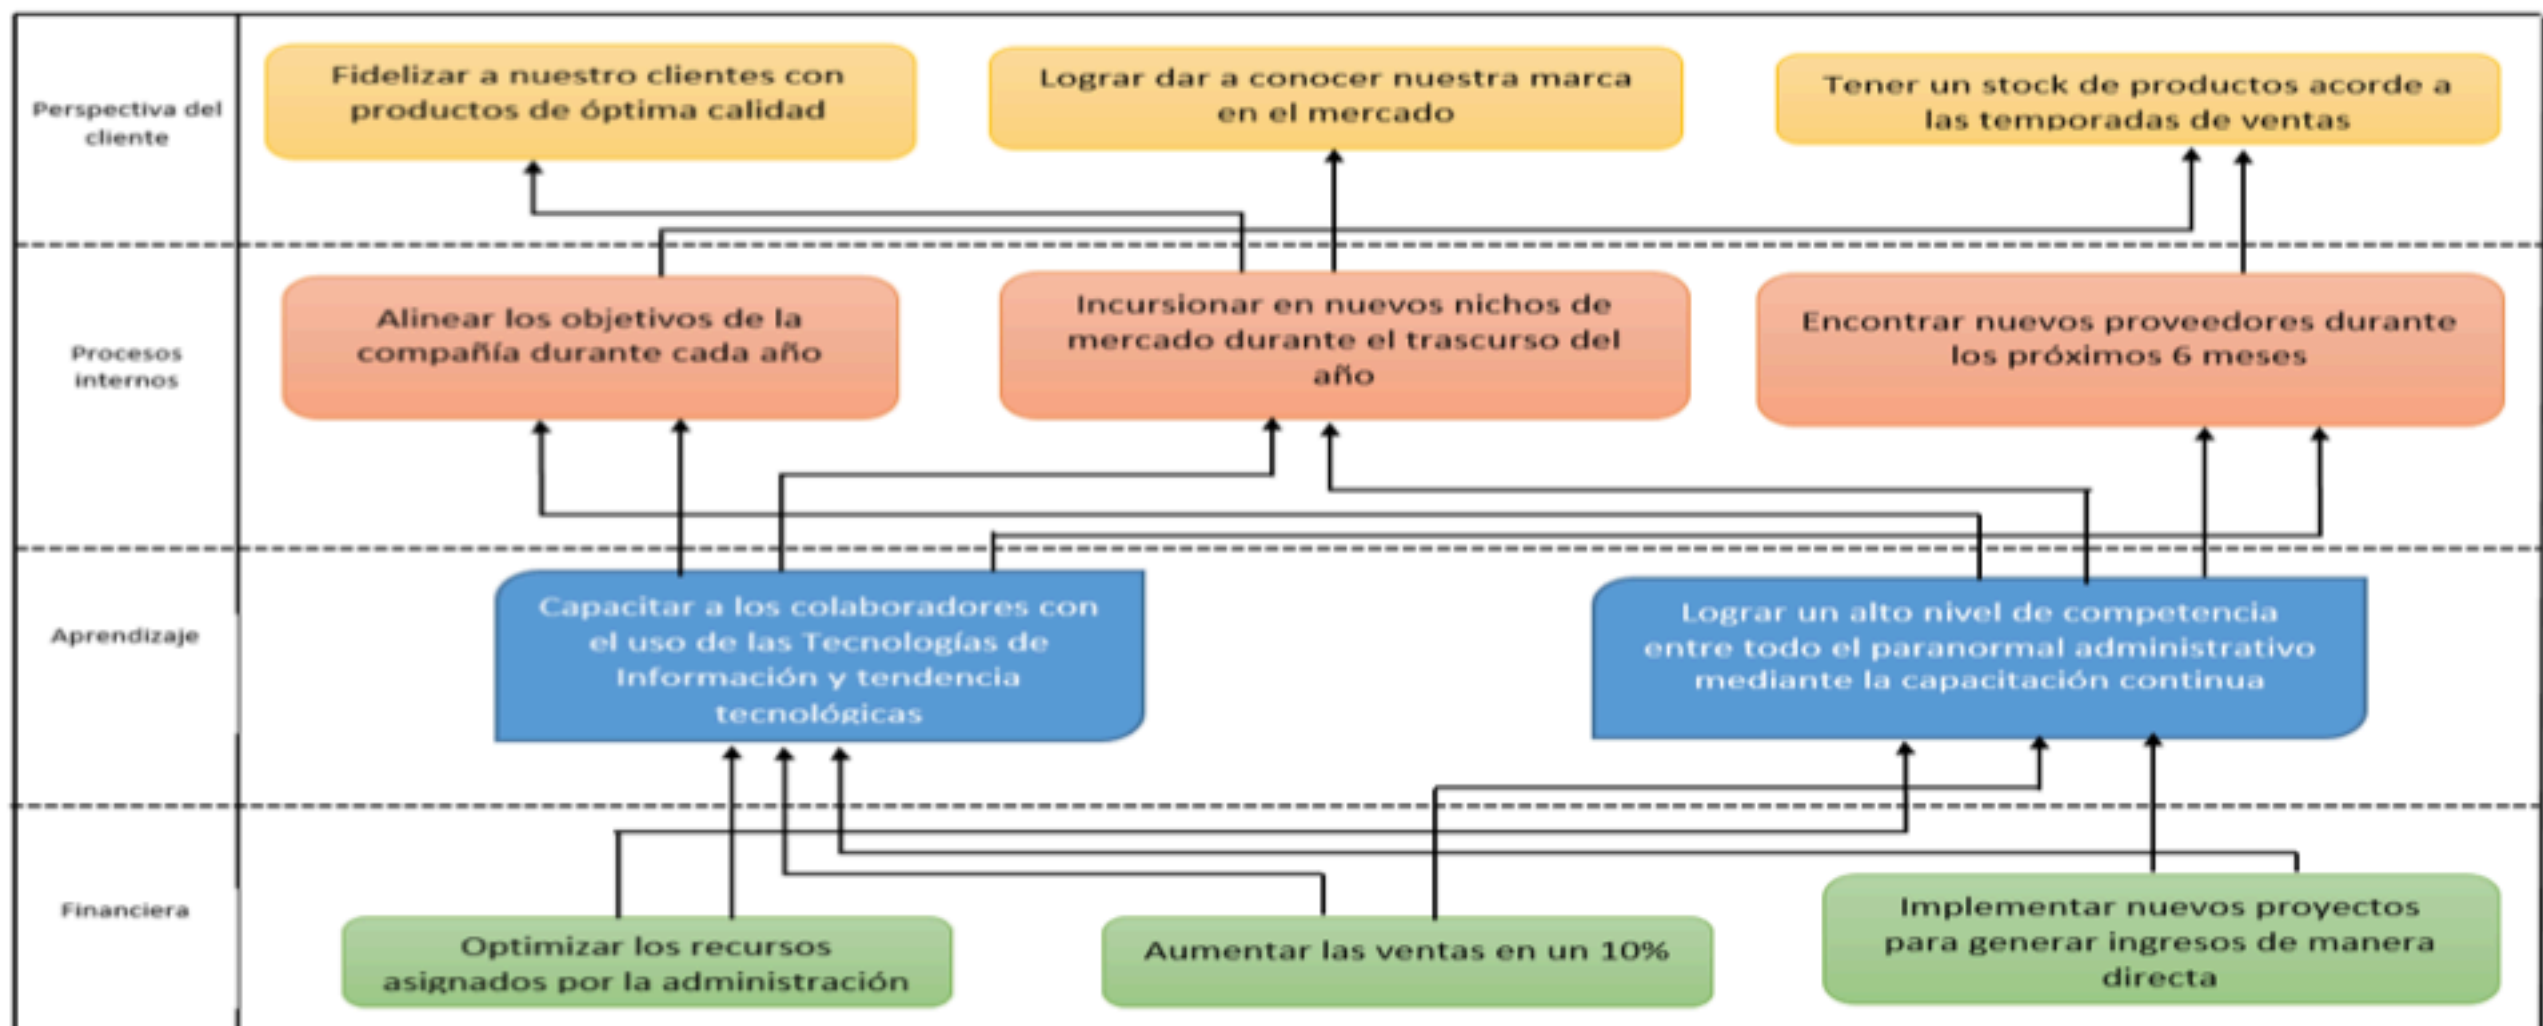 Perspectiva del
cliente
Fidelizar a nuestro clientes con
productos de óptima calidad
Lograr dar a conocer nuestra marca
en el mercado
Tener un stock de productos acorde a
las temporadas de ventas
Procesos
internos
Alinear los objetivos de la
compañía durante cada año
Incursionar en nuevos nichos de
mercado durante el trascurso del
año
Encontrar nuevos proveedores durante
los próximos 6 meses
Aprendizaje
Capacitar a los colaboradores con
el uso de las Tecnologías de
Información y tendencia
tecnológicas
Lograr un alto nivel de competencia
entre todo el paranormal administrativo
mediante la capacitación continua
Financiera
Optimizar los recursos
asignados por la administración
Aumentar las ventas en un 10%
Implementar nuevos proyectos
para generar ingresos de manera
directa